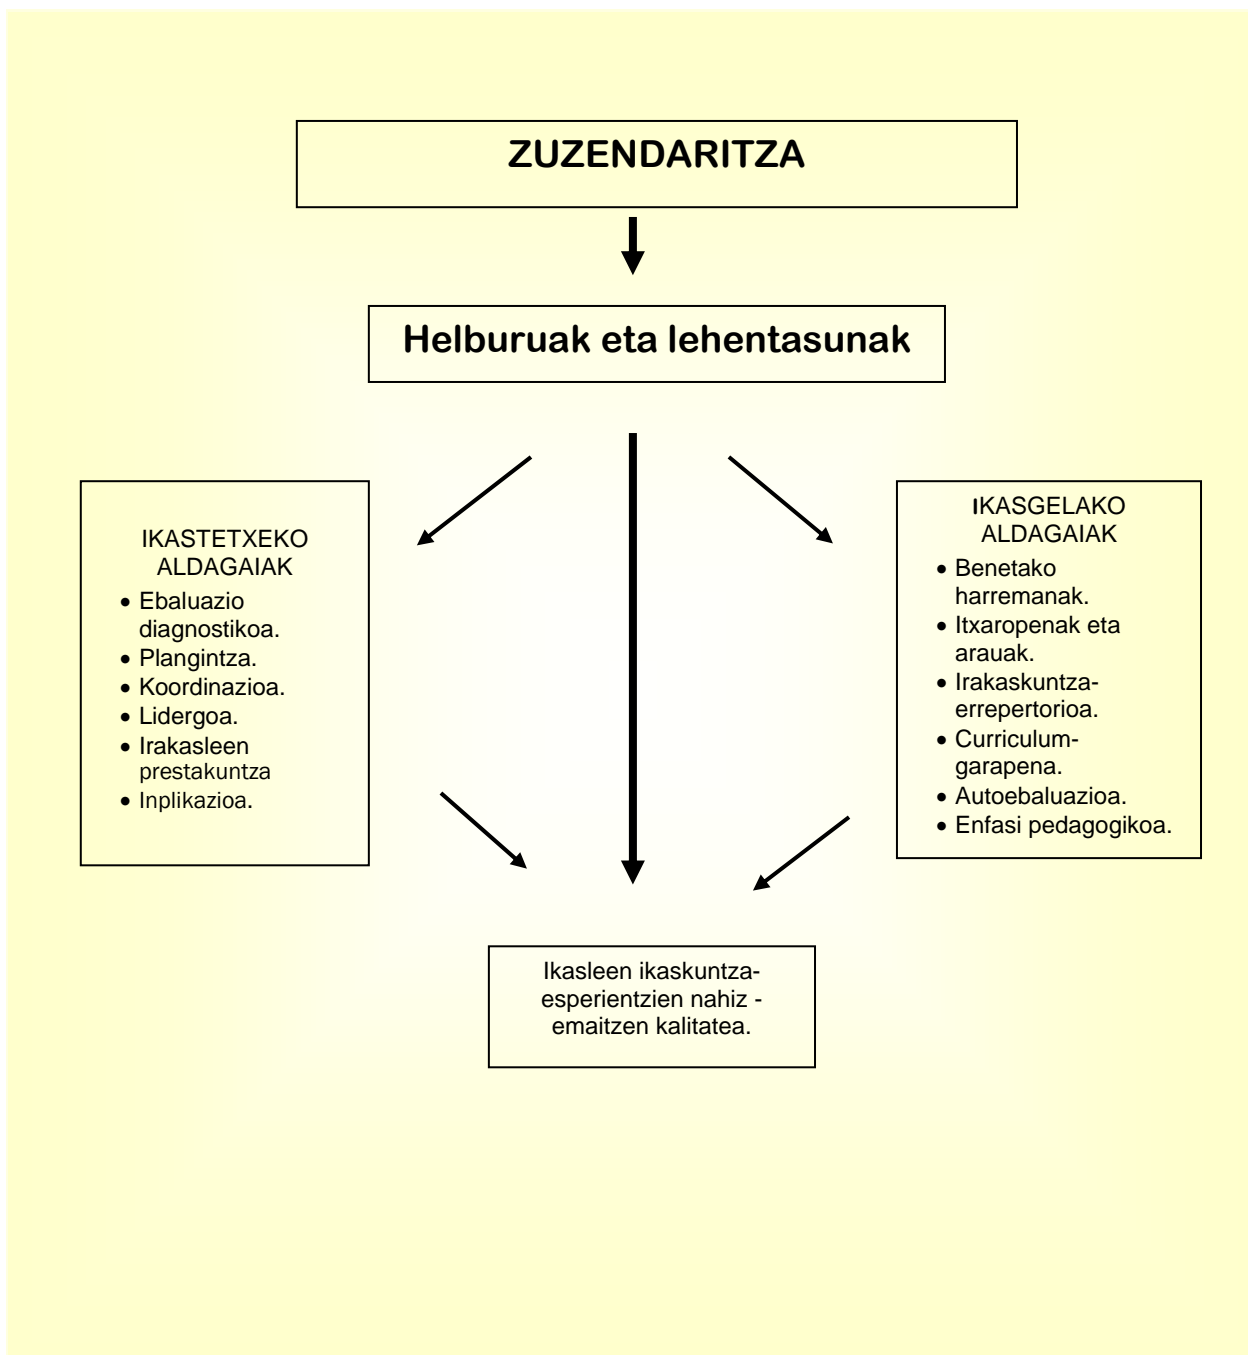 ZUZENDARITZA
Helburuak eta lehentasunak
IKASTETXEKO
ALDAGAIAK
• Ebaluazio
diagnostikoa.
• Plangintza.
• Koordinazioa.
• Lidergoa.
• Irakasleen
prestakuntza
• Inplikazioa.
IKASGELAKO
ALDAGAIAK
• Benetako
harremanak.
• Itxaropenak eta
arauak.
• Irakaskuntza-
errepertorioa.
• Curriculum-
garapena.
• Autoebaluazioa.
• Enfasi pedagogikoa.
Ikasleen ikaskuntza-
esperientzien nahiz -
emaitzen kalitatea.